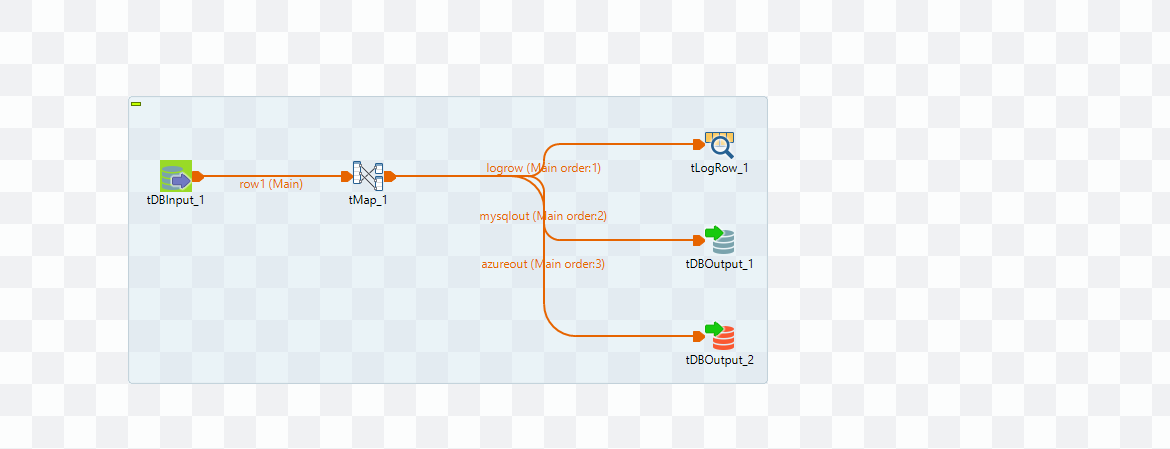 logrow (Main order:1)
tLogRow_1
row1 (Main)
tDBInput_1
tMap_1
mysqlout (Main order:2)
tDBOutput_1
azureout (Main order:3)
tDBOutput_2